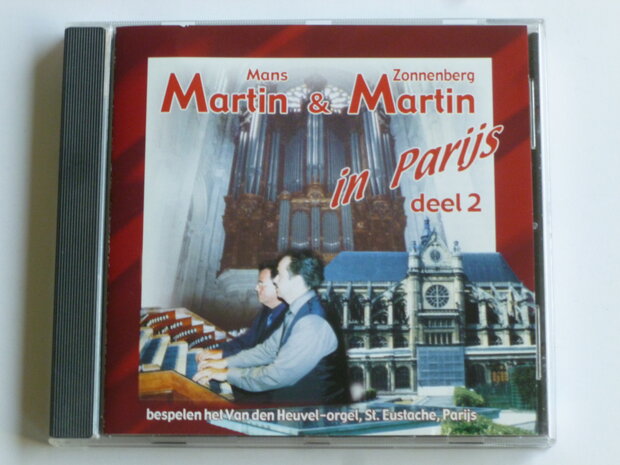 Mans Zonnenberg
Martin & Martin
in Parijs
deel 2
bespelen het Van den Heuvel-orgel, St. Eustache, Parijs